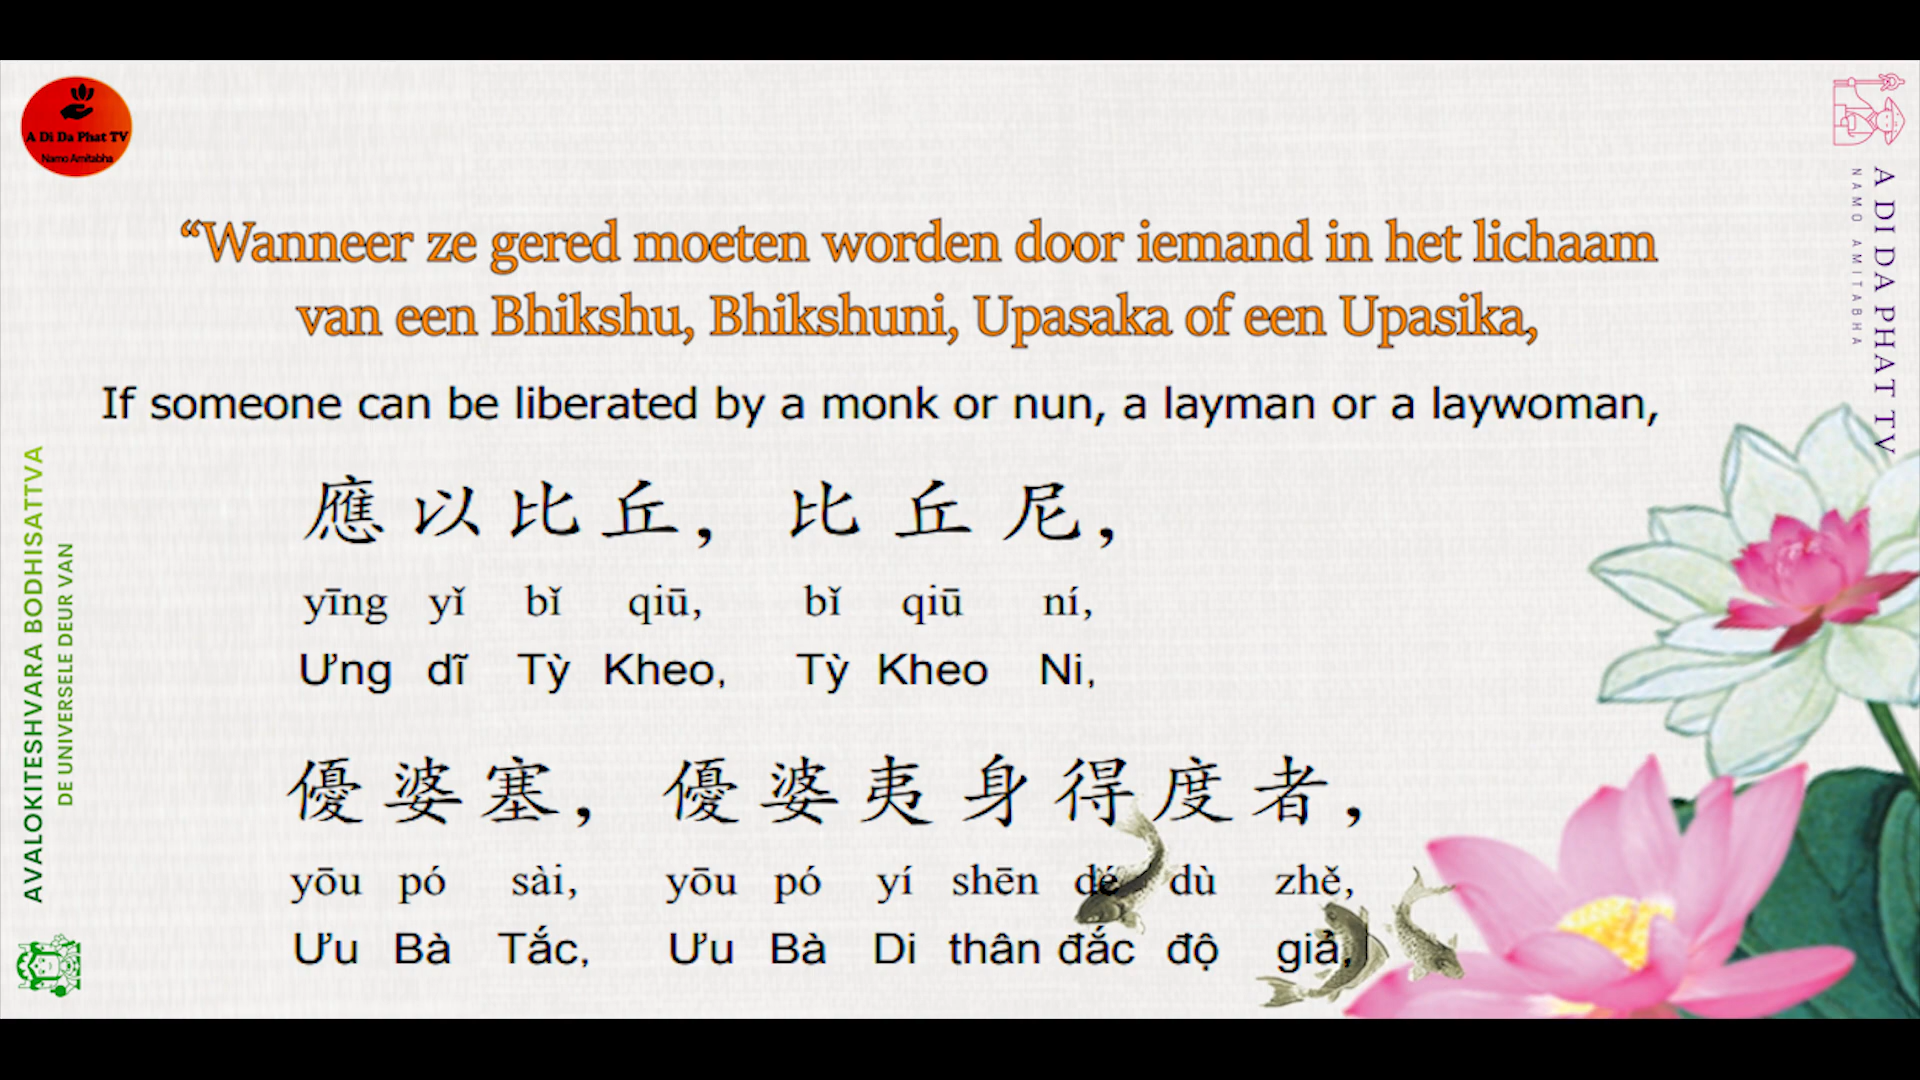 A Di Da Phat TV
Namo Amitabha
A DI DA PHAT TV
NAMO AMITABHA
“Wanneer ze gered moeten worden door iemand in het lichaam
van een Bhikshu, Bhikshuni, Upasaka of een Upasika,
If someone can be liberated by a monk or nun, a layman or a laywoman,
應以比丘，比丘尼，
yīng yǐ bǐ qiū, bǐ qiū ní,
Ưng dĩ Tỳ Kheo, Tỳ Kheo Ni,
優婆塞，優婆夷身得度者，
yōu pó sài, yōu pó yí shēn dé dù zhě,
Ưu Bà Tắc, Ưu Bà Di thân đắc độ giả,
AVALOKITESHVARA BODHISATTVA
DE UNIVERSELE DEUR VAN